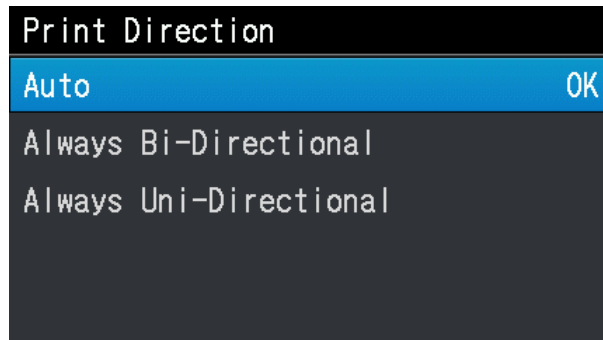 Print Direction
Auto OK
Always Bi-Directional
Always Uni-Directional